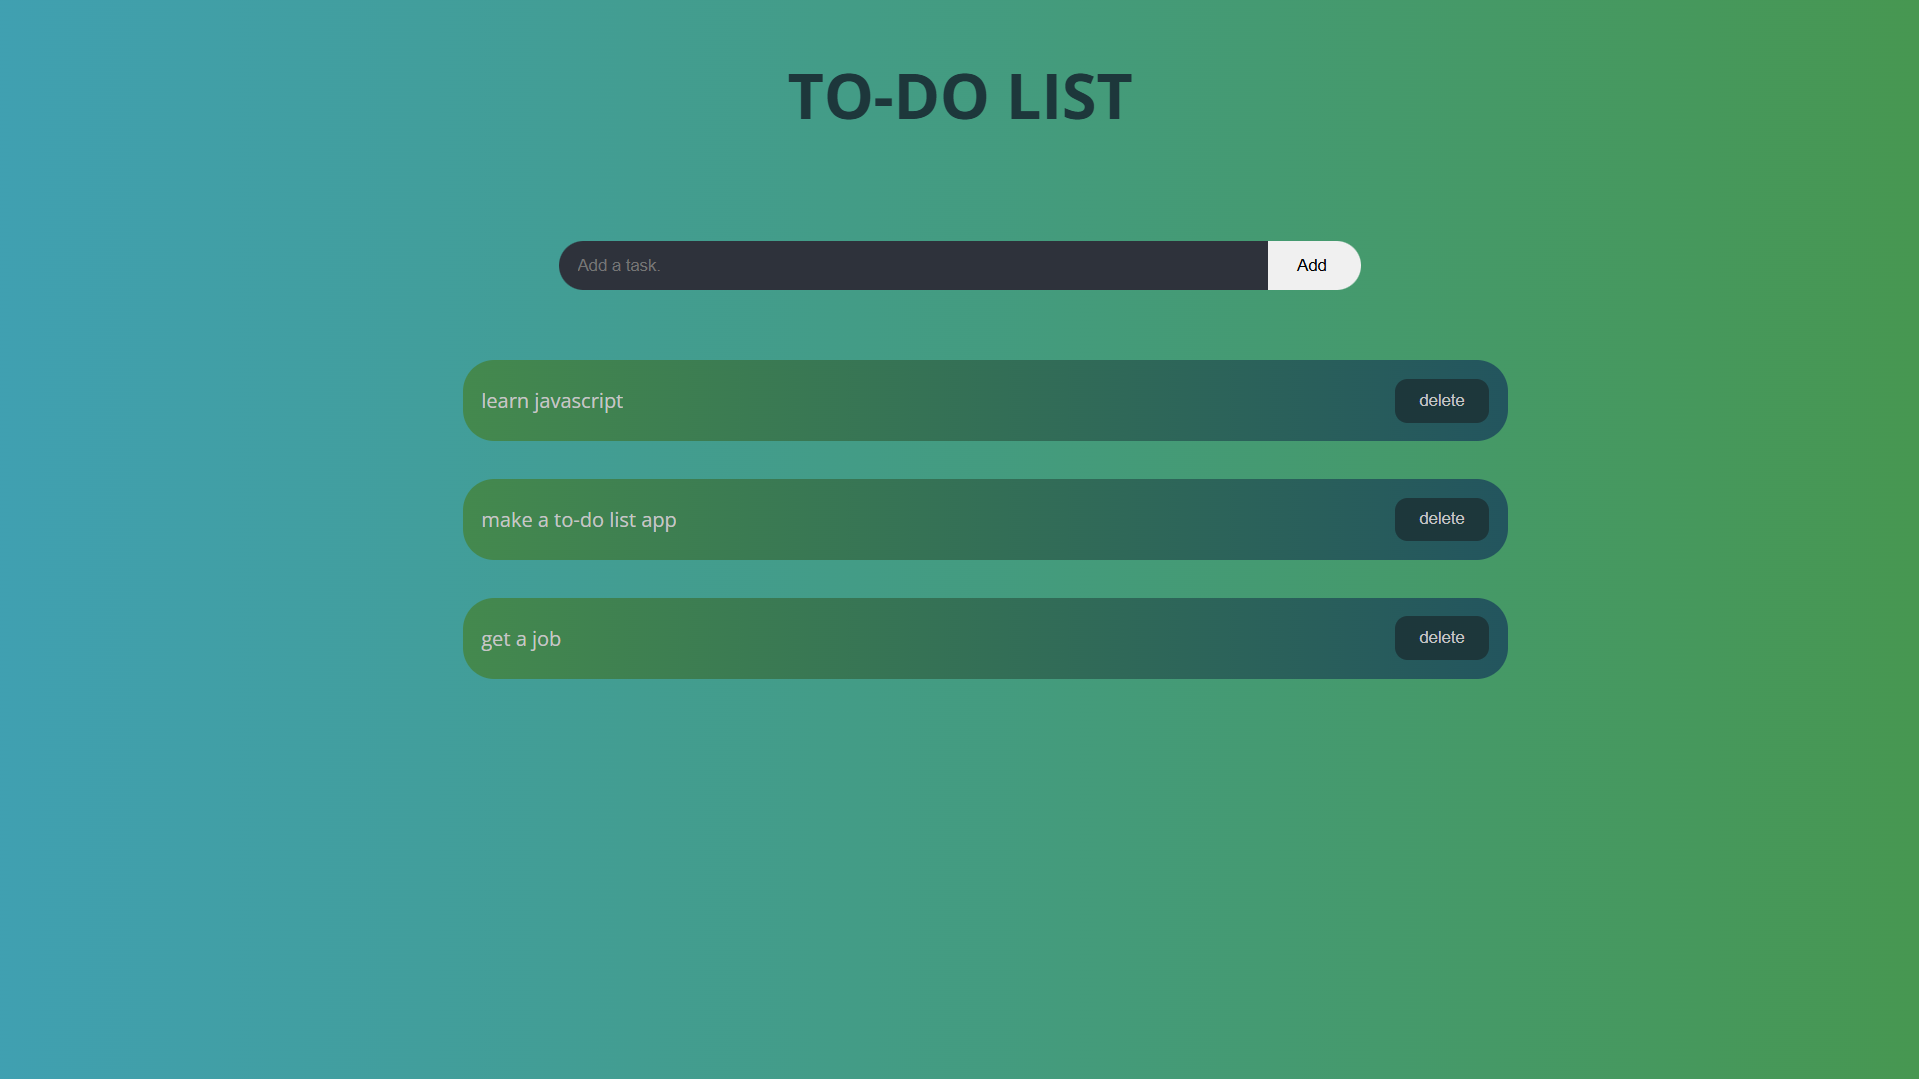 TO-DO LIST
Add a task.
Add
learn javascript
delete
make a to-do list app
delete
get a job
delete